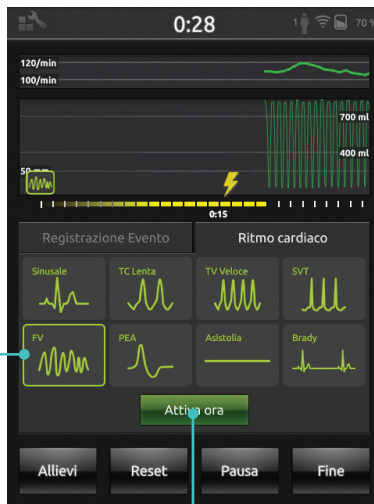 0:28
1
70 %
120/min
100/min
700 ml
400 ml
0:15
Registrazione Evento
Ritmo cardiaco
Sinusale
TC Lenta
TV Veloce
SVT
FV
PEA
Asistolia
Brady
Attiva ora
Allievi
Reset
Pausa
Fine